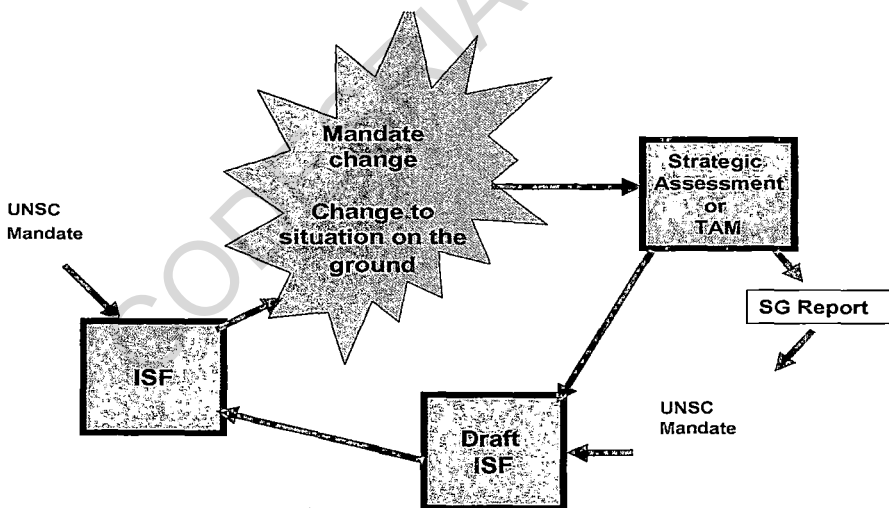 Mandate
change
Change to
situation on the
ground
Strategic
Assessment
or
TAM
UNSC
Mandate
SG Report
ISF
Draft
ISF
UNSC
Mandate